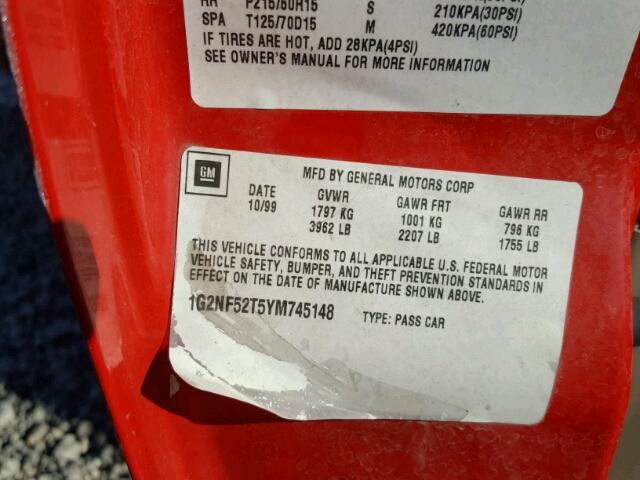 RR P215/60R15 S 210KPA(30PSI)
SPA T125/70D15 M 420KPA(60PSI)
IF TIRES ARE HOT, ADD 28KPA(4PSI)
SEE OWNER'S MANUAL FOR MORE INFORMATION
GM
MFD BY GENERAL MOTORS CORP
DATE GVWR GAWR FRT GAWR RR
10/99 1797 KG 1001 KG 796 KG
3962 LB 2207 LB 1755 LB
THIS VEHICLE CONFORMS TO ALL APPLICABLE U.S. FEDERAL MOTOR
VEHICLE SAFETY, BUMPER, AND THEFT PREVENTION STANDARDS IN
EFFECT ON THE DATE OF MANUFACTURE SHOWN ABOVE.
1G2NF52T5YM745148 TYPE: PASS CAR